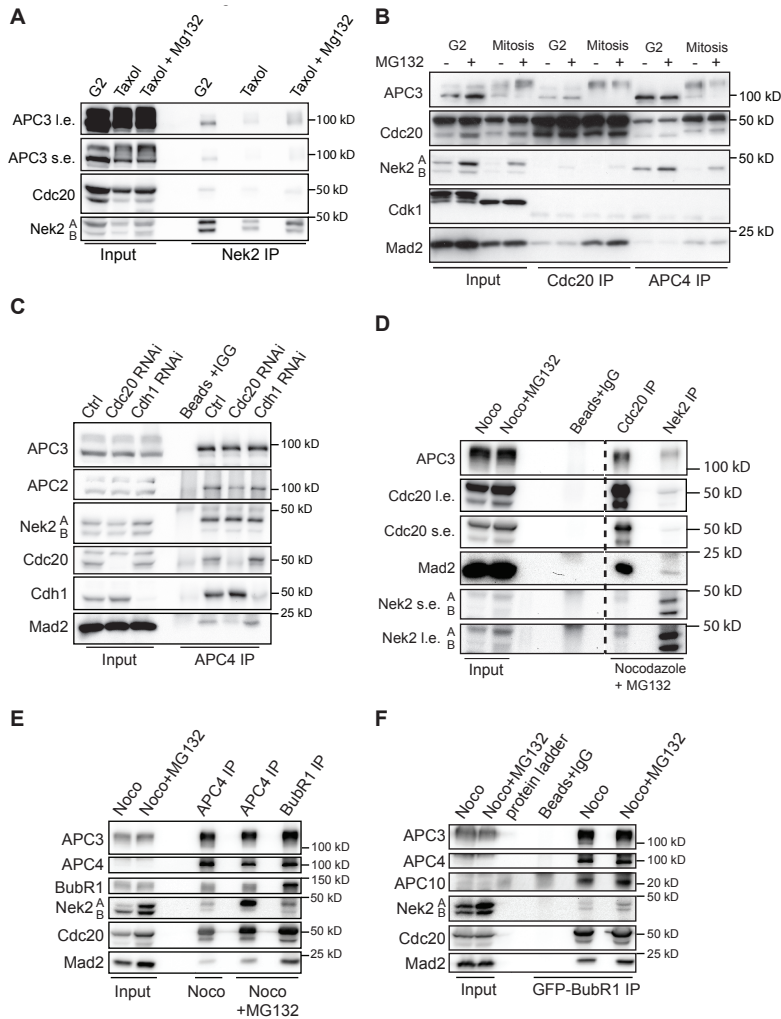 A
G2
Taxol
Taxol + Mg132
G2
Taxol
Taxol + Mg132
APC3 l.e.
100 kD
APC3 s.e.
100 kD
Cdc20
50 kD
50 kD
Nek2 A
B
Input
Nek2 IP
B
G2 Mitosis G2 Mitosis G2 Mitosis
MG132 - + - + - + - + - + - +
APC3
100 kD
Cdc20
50 kD
Nek2 A
B
50 kD
Cdk1
25 kD
Mad2
Input
Cdc20 IP
APC4 IP
C
Ctrl
Cdc20 RNAi
Cdh1 RNAi
Beads +IGG
Ctrl
Cdc20 RNAi
Cdh1 RNAi
APC3
100 kD
APC2
100 kD
50 kD
Nek2 A
B
Cdc20
50 kD
Cdh1
50 kD
25 kD
Mad2
Input
APC4 IP
D
Noco
Noco+MG132
Beads+IgG
Cdc20 IP
Nek2 IP
APC3
100 kD
Cdc20 l.e.
50 kD
Cdc20 s.e.
50 kD
25 kD
Mad2
50 kD
Nek2 s.e. A
B
50 kD
Nek2 l.e. A
B
Input
Nocodazole
+ MG132
E
Noco
Noco+MG132
APC4 IP
APC4 IP
BubR1 IP
APC3
100 kD
APC4
100 kD
150 kD
BubR1
50 kD
Nek2 A
B
Cdc20
25 kD
Mad2
Input
Noco
Noco
+MG132
F
Noco
Noco+MG132
protein ladder
Beads+IgG
Noco
Noco+MG132
APC3
100 kD
APC4
100 kD
APC10
20 kD
Nek2 A
B
50 kD
Cdc20
50 kD
25 kD
Mad2
Input
GFP-BubR1 IP